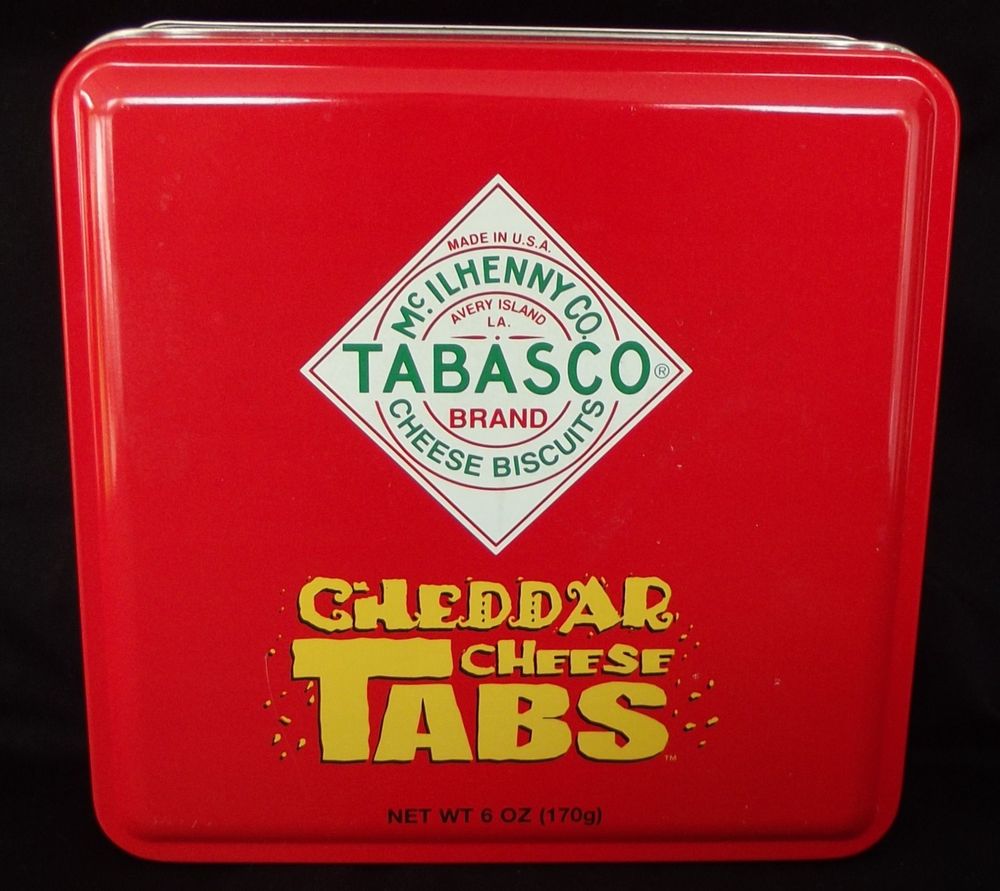 MADE IN U.S.A.
McILHENNY CO.
AVERY ISLAND
LA.
TABASCO®
BRAND
CHEESE BISCUITS
CHEDDAR
CHEESE
TABS™
NET WT 6 OZ (170g)